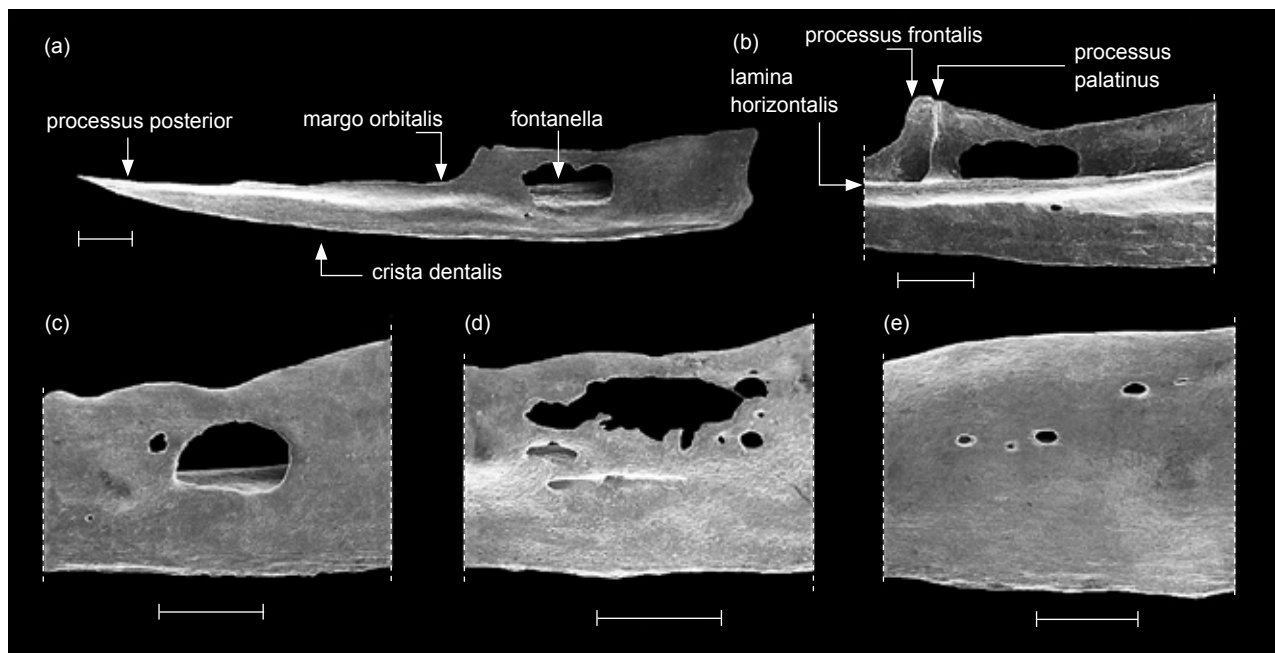 (a)
processus posterior
margo orbitalis
fontanella
crista dentalis
(b)
processus frontalis
processus
palatinus
lamina
horizontalis
(c)
(d)
(e)